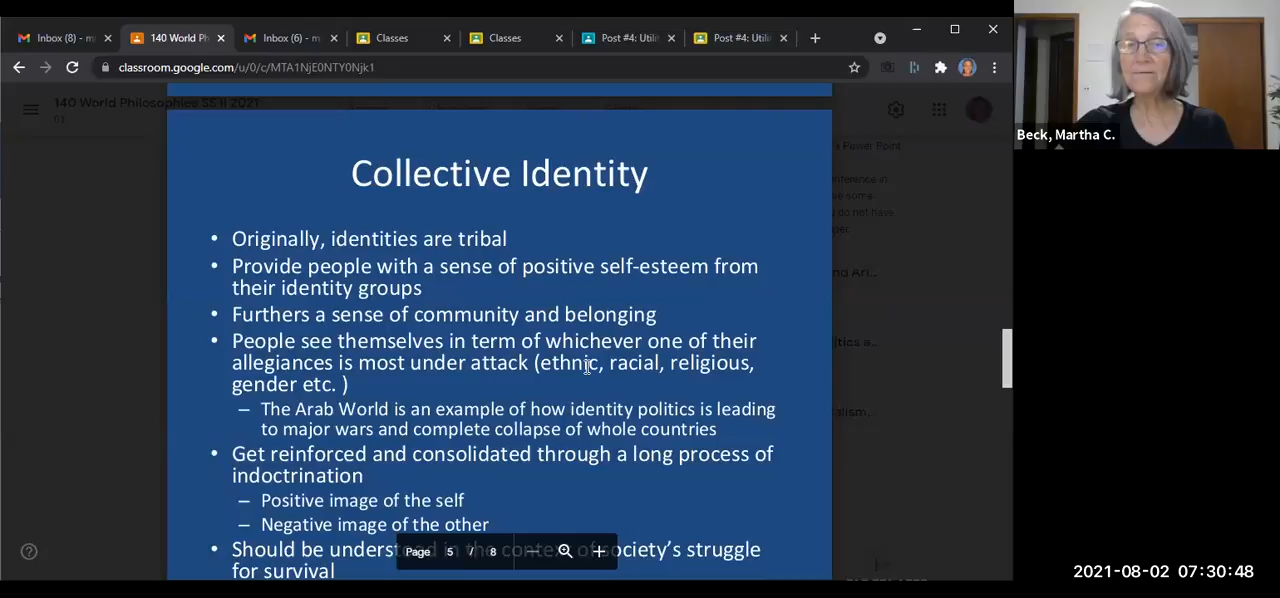 Inbox (8) - m
140 World Ph
Inbox (6) - m
Classes
Classes
Post #4: Utili
Post #4: Utili
classroom.google.com/u/0/c/MTA1NjE0NTY0Njk1
140 World Philosophies SS II 2021
01
Beck, Martha C.
's Power Point
Collective Identity
• Originally, identities are tribal
• Provide people with a sense of positive self-esteem from
their identity groups
• Furthers a sense of community and belonging
• People see themselves in term of whichever one of their
allegiances is most under attack (ethnic, racial, religious,
gender etc. )
– The Arab World is an example of how identity politics is leading
to major wars and complete collapse of whole countries
• Get reinforced and consolidated through a long process of
indoctrination
– Positive image of the self
– Negative image of the other
• Should be understood in the context of society's struggle
for survival
Page 5 / 8
2021-08-02 07:30:48